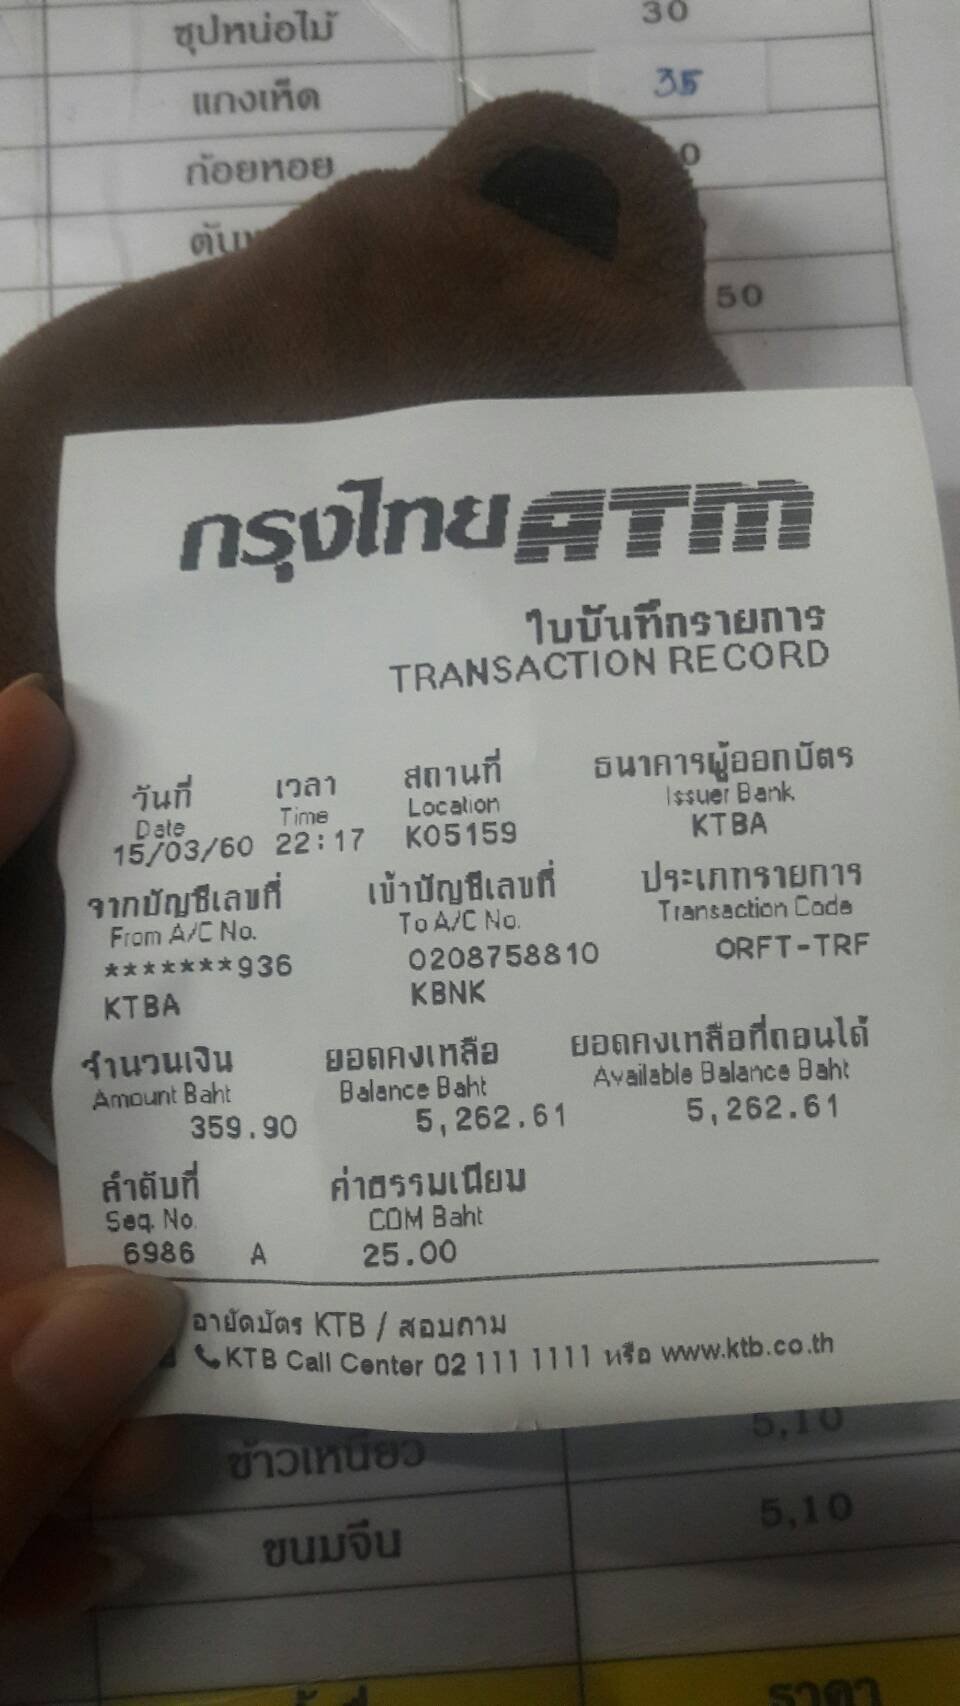 ซุปหน่อไม้ 30
แกงเห็ด 35
ก้อยหอย
50
กรุงไทย ATM
ใบบันทึกรายการ
TRANSACTION RECORD
วันที่ เวลา สถานที่ ธนาคารผู้ออกบัตร
Date Time Location Issuer Bank
15/03/60 22:17 K05159 KTBA
จากบัญชีเลขที่ เข้าบัญชีเลขที่ ประเภทรายการ
From A/C No. To A/C No. Transaction Code
*******936 0208758810 ORFT-TRF
KTBA KBNK
จำนวนเงิน ยอดคงเหลือ ยอดคงเหลือที่ถอนได้
Amount Baht Balance Baht Available Balance Baht
359.90 5,262.61 5,262.61
ลำดับที่ ค่าธรรมเนียม
Seq. No. COM Baht
6986 A 25.00
อายัดบัตร KTB / สอบถาม
KTB Call Center 02 111 1111 หรือ www.ktb.co.th
ข้าวเหนียว 5,10
ขนมจีน 5,10
ราคา